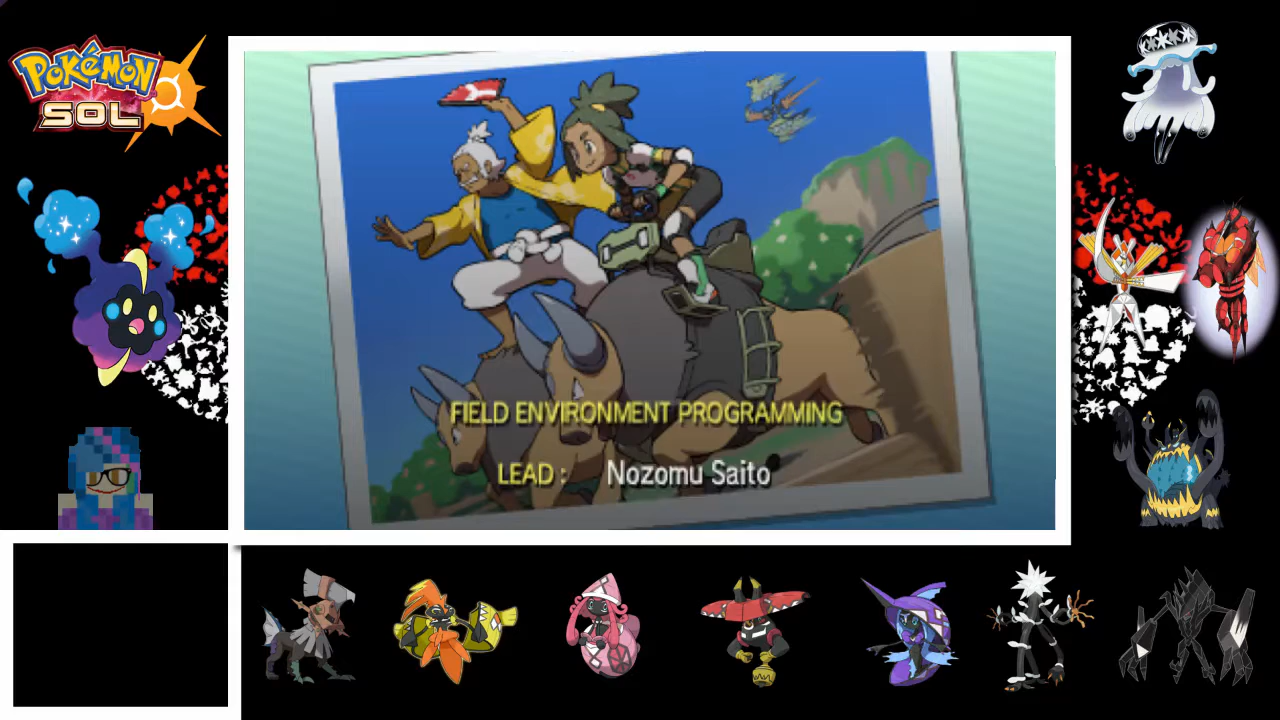 POKéMON
SOL
FIELD ENVIRONMENT PROGRAMMING
LEAD : Nozomu Saito